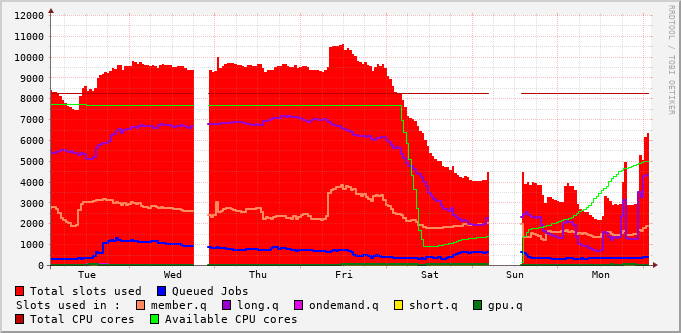 12000
11000
10000
9000
8000
7000
6000
5000
4000
3000
2000
1000
0
Tue Wed Thu Fri Sat Sun Mon
RRDTOOL / TOBI OETIKER
Total slots used Queued Jobs
Slots used in : member.q long.q ondemand.q short.q gpu.q
Total CPU cores Available CPU cores